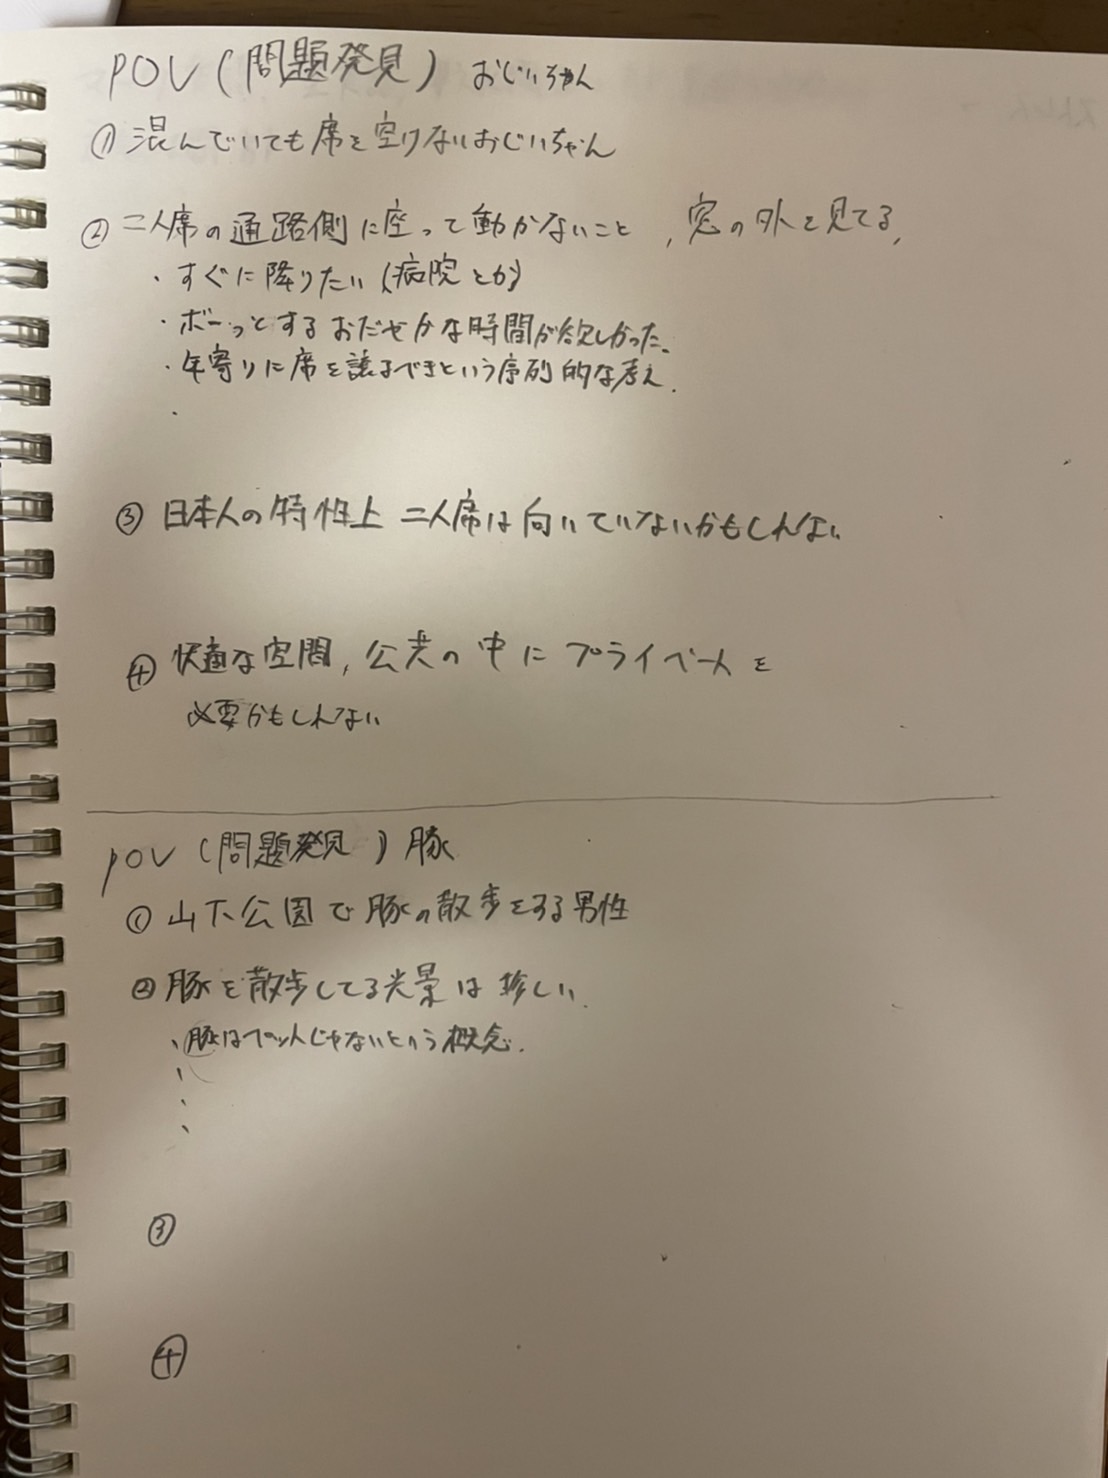 POV (問題発見) おじいちゃん
① 混んでいても席を空けないおじいちゃん
② 二人席の通路側に座って動かないこと、窓の外を見てる、
・すぐに降りたい (病院とか)
・ボーっとするおだやかな時間が欲しかった。
・年寄りに席を譲るべきという序列的な考え.
・
③ 日本人の特性上 二人席は向いていないかもしんない
④ 快適な空間, 公共の中に プライベートを
必要かもしんない
POV (問題発見) 豚
① 山下公園で豚の散歩をする男性
② 豚を散歩してる光景は珍しい.
、豚はペットじゃないという概念.
、
、
、
③
④